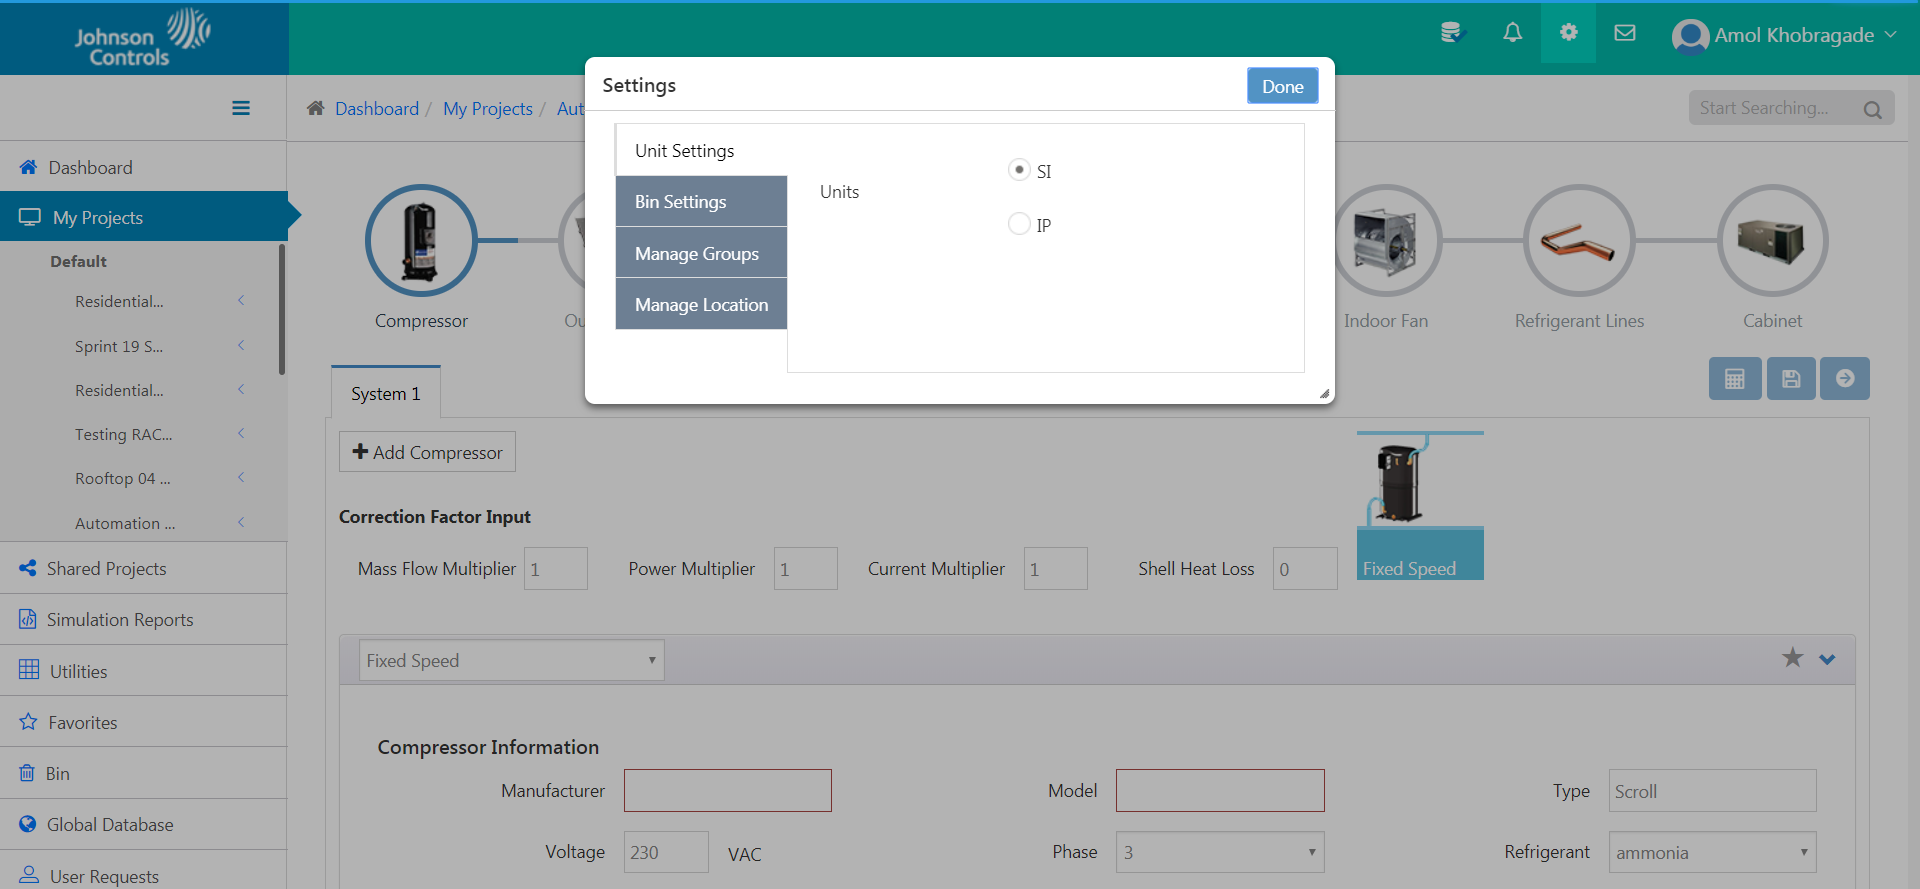 Johnson
Controls
Amol Khobragade
Settings
Done
Dashboard / My Projects / Aut
Start Searching...
Unit Settings
Bin Settings
Manage Groups
Manage Location
Units
SI
IP
Dashboard
My Projects
Default
Residential...
Sprint 19 S...
Residential...
Testing RAC...
Rooftop 04 ...
Automation ...
Shared Projects
Simulation Reports
Utilities
Favorites
Bin
Global Database
User Requests
Compressor
Ou
Indoor Fan
Refrigerant Lines
Cabinet
System 1
Add Compressor
Correction Factor Input
Mass Flow Multiplier 1 Power Multiplier 1 Current Multiplier 1 Shell Heat Loss 0
Fixed Speed
Fixed Speed
Compressor Information
Manufacturer Model Type Scroll
Voltage 230 VAC Phase 3 Refrigerant ammonia